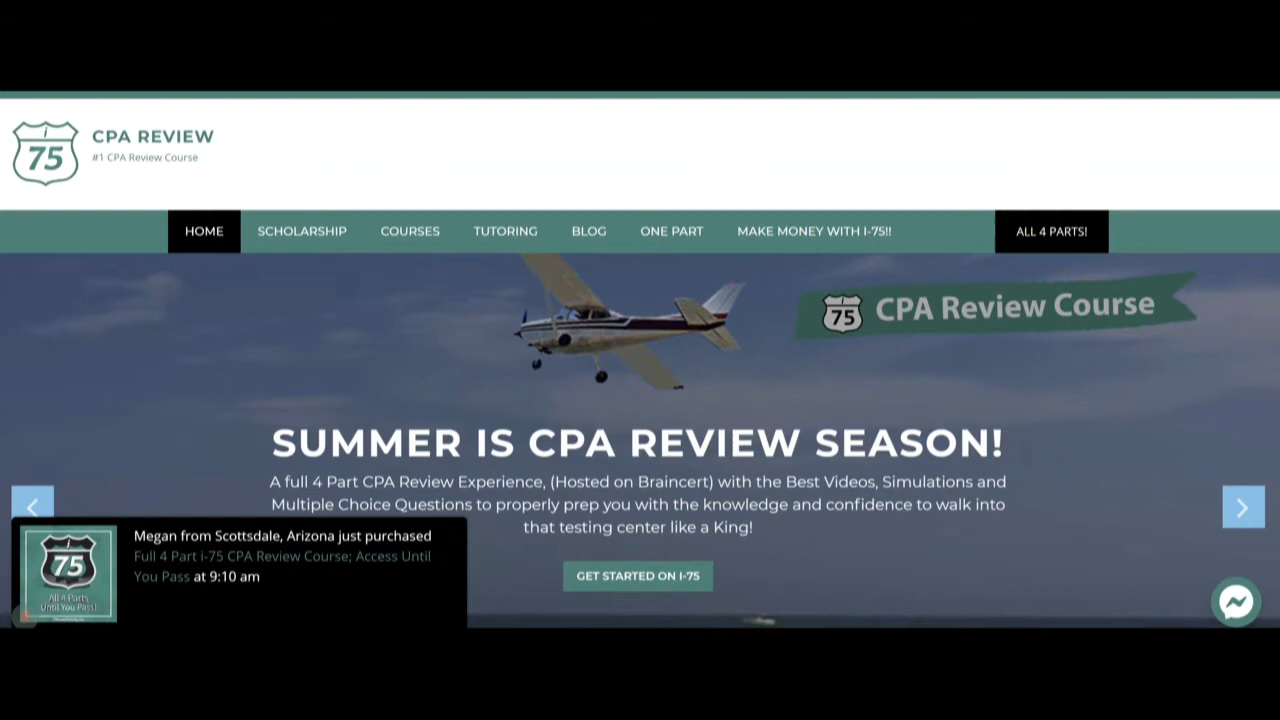 i
75
CPA REVIEW
#1 CPA Review Course
HOME
SCHOLARSHIP
COURSES
TUTORING
BLOG
ONE PART
MAKE MONEY WITH I-75!!
ALL 4 PARTS!
75
CPA Review Course
SUMMER IS CPA REVIEW SEASON!
A full 4 Part CPA Review Experience, (Hosted on Braincert) with the Best Videos, Simulations and
Multiple Choice Questions to properly prep you with the knowledge and confidence to walk into
that testing center like a King!
GET STARTED ON I-75
75
All 4 Parts
Until You Pass!
Megan from Scottsdale, Arizona just purchased
Full 4 Part i-75 CPA Review Course; Access Until
You Pass at 9:10 am